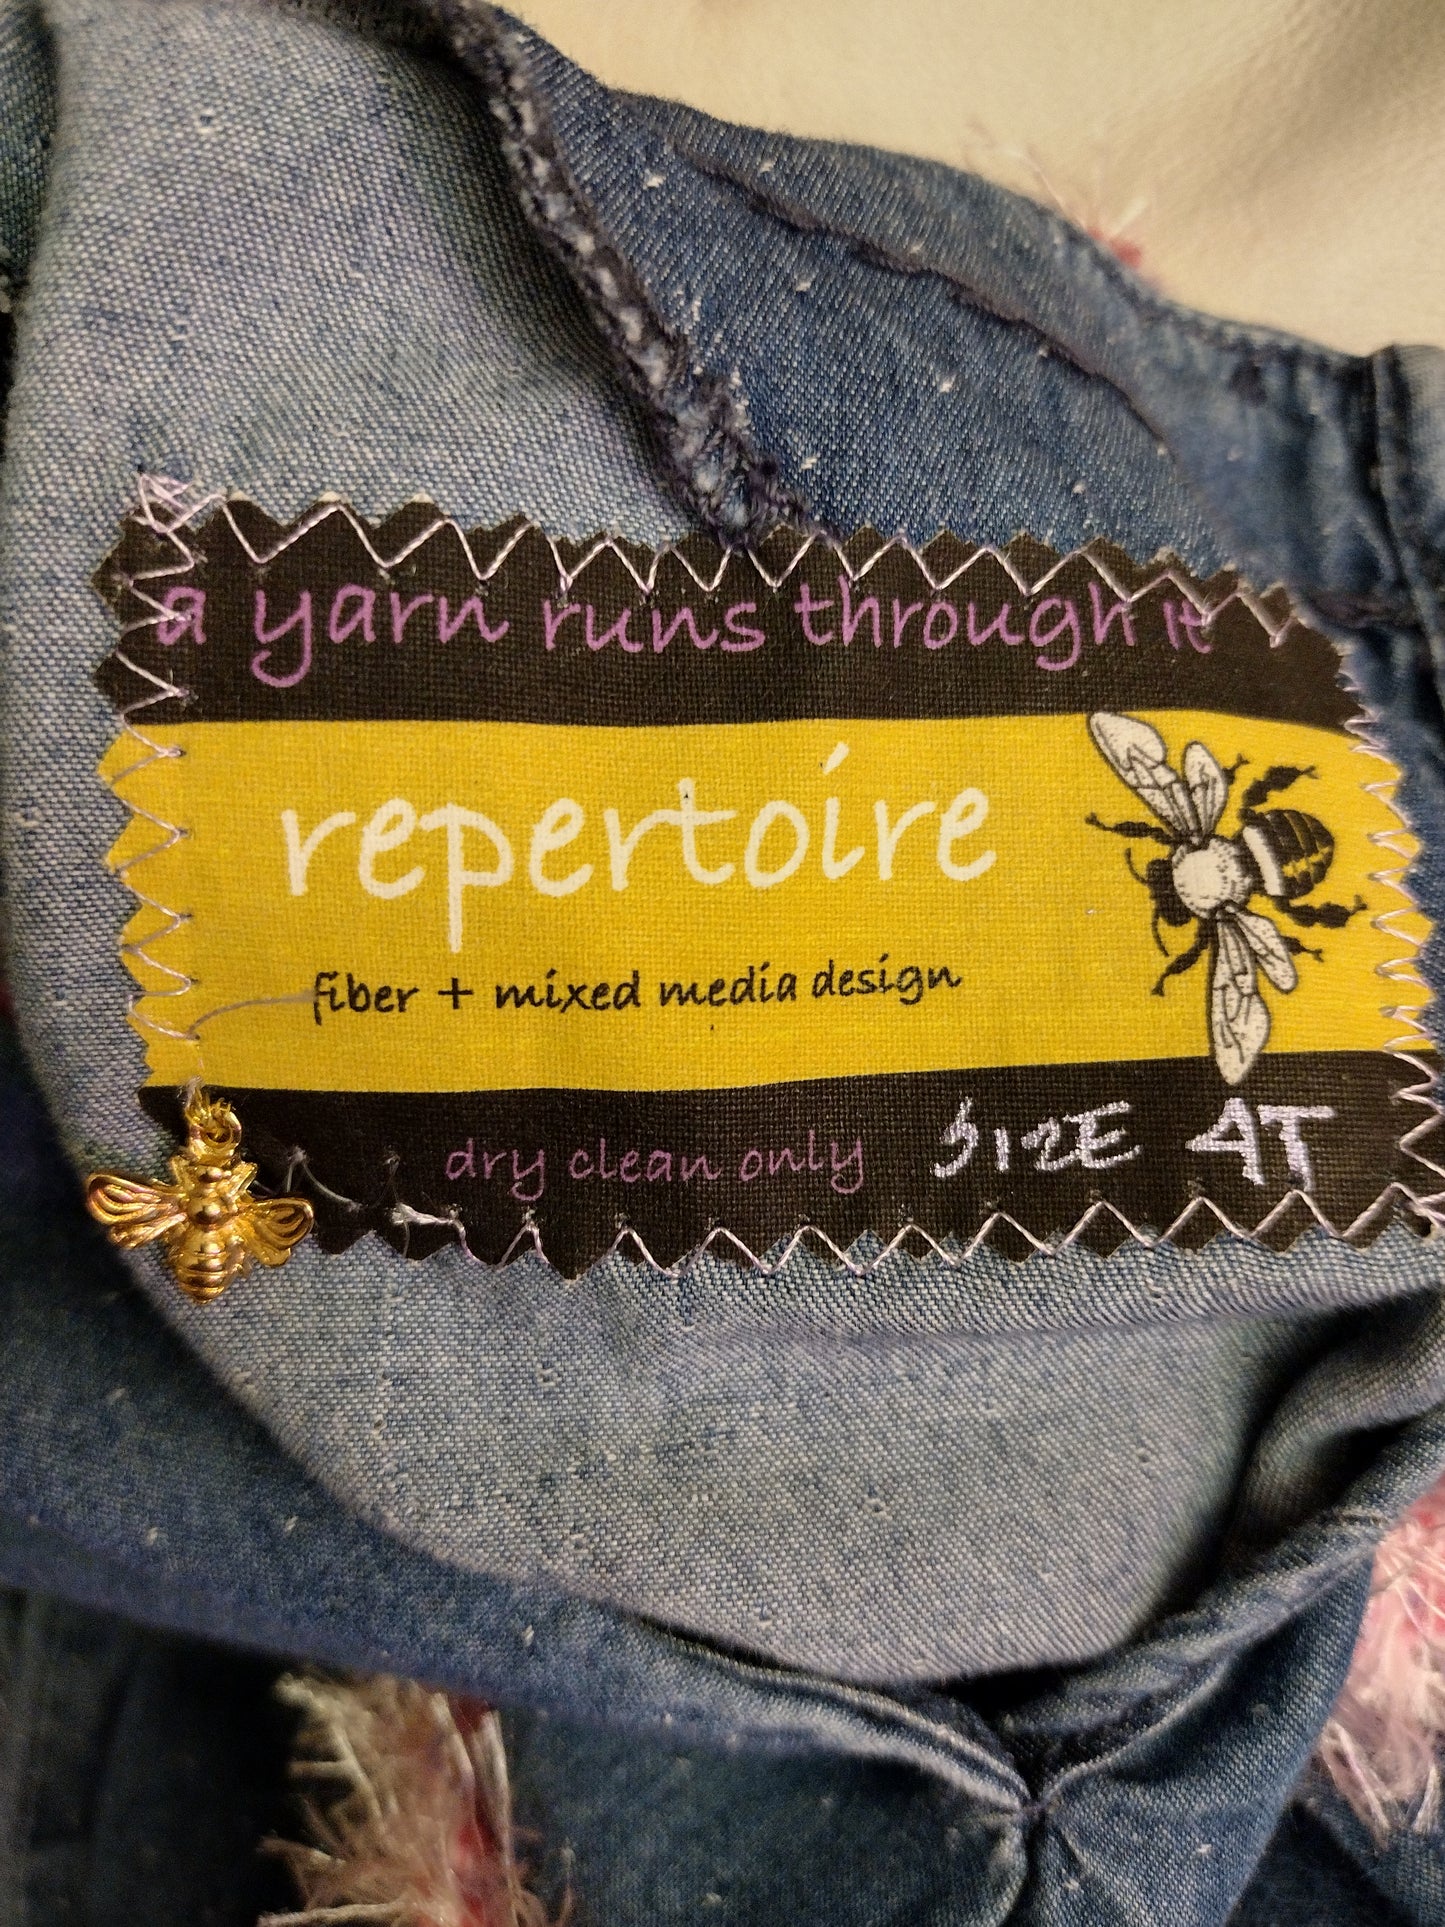 a yarn runs through it
repertoire
fiber + mixed media design
dry clean only SIZE 4T